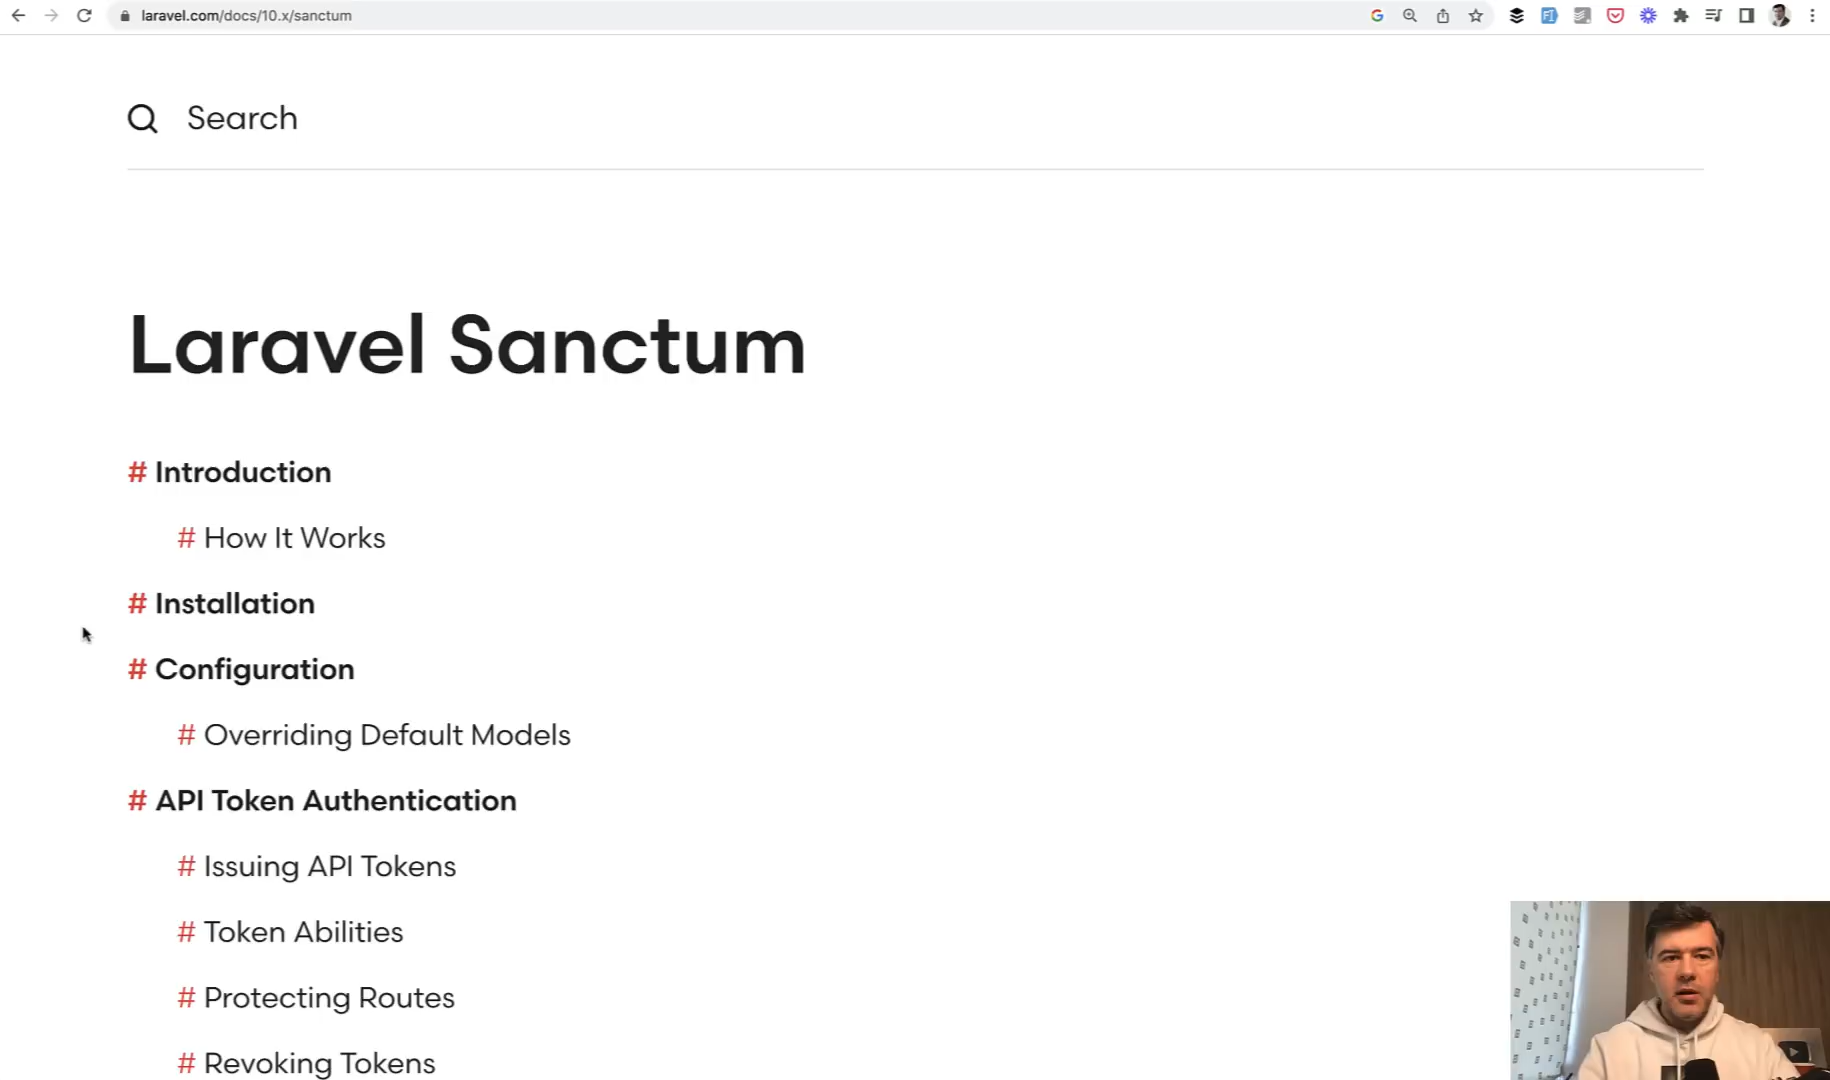 laravel.com/docs/10.x/sanctum
Search
Laravel Sanctum
# Introduction
# How It Works
# Installation
# Configuration
# Overriding Default Models
# API Token Authentication
# Issuing API Tokens
# Token Abilities
# Protecting Routes
# Revoking Tokens